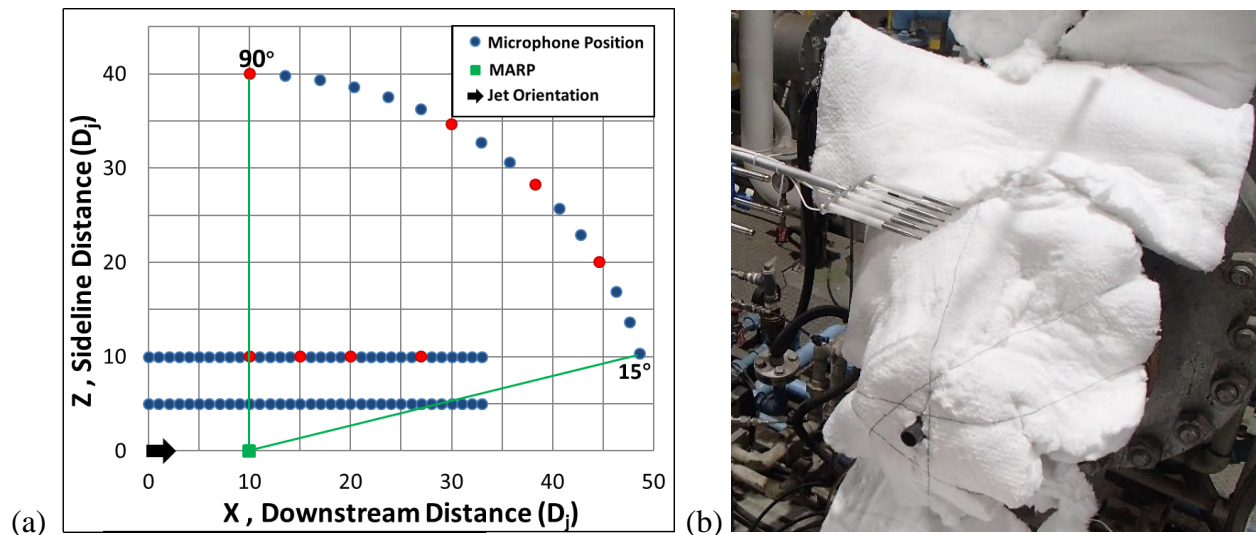 90°
Microphone Position
MARP
Jet Orientation
40
30
20
10
0
15°
0 10 20 30 40 50
Z , Sideline Distance (Dj)
X , Downstream Distance (Dj)
(a)
(b)